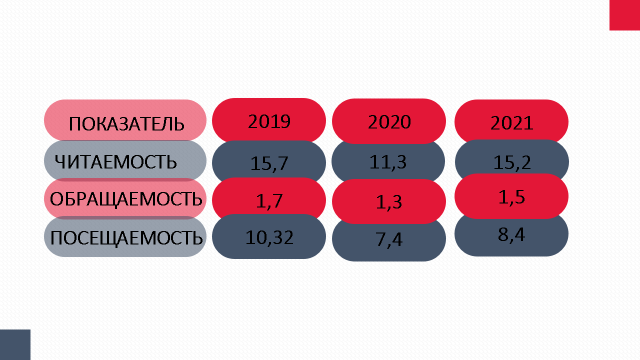 ПОКАЗАТЕЛЬ 2019 2020 2021
ЧИТАЕМОСТЬ 15,7 11,3 15,2
ОБРАЩАЕМОСТЬ 1,7 1,3 1,5
ПОСЕЩАЕМОСТЬ 10,32 7,4 8,4